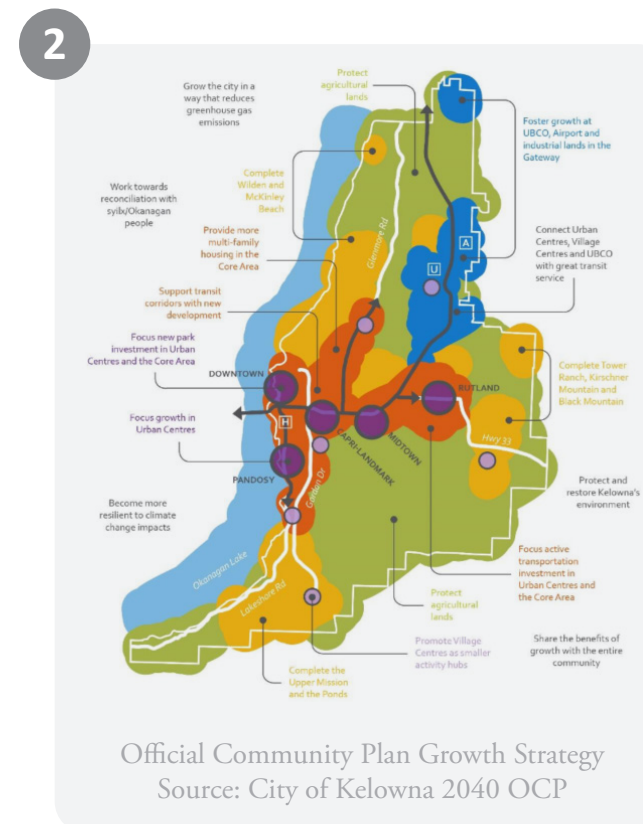 2
Grow the city in a
way that reduces
greenhouse gas
emissions
Protect
agricultural
lands
Foster growth at
UBCO, Airport and
industrial lands in the
Gateway
Complete
Wilden and
McKinley
Beach
Work towards
reconciliation with
syilx/Okanagan
people
Provide more
multi-family
housing in the
Core Area
Glenmore Rd
A
U
Connect Urban
Centres, Village
Centres and UBCO
with great transit
service
Support transit
corridors with new
development
Focus new park
investment in Urban
Centres and the Core Area
DOWNTOWN
RUTLAND
Complete Tower
Ranch, Kirschner
Mountain and
Black Mountain
Focus growth in
Urban Centres
H
CAPRI-LANDMARK
MIDTOWN
Hwy 33
PANDOSY
Gordon Dr
Protect and
restore Kelowna's
environment
Become more
resilient to climate
change impacts
Okanagan Lake
Lakeshore Rd
Focus active
transportation
investment in
Urban Centres and
the Core Area
Protect
agricultural
lands
Promote Village
Centres as smaller
activity hubs
Share the benefits of
growth with the entire
community
Complete the
Upper Mission
and the Ponds
Official Community Plan Growth Strategy
Source: City of Kelowna 2040 OCP